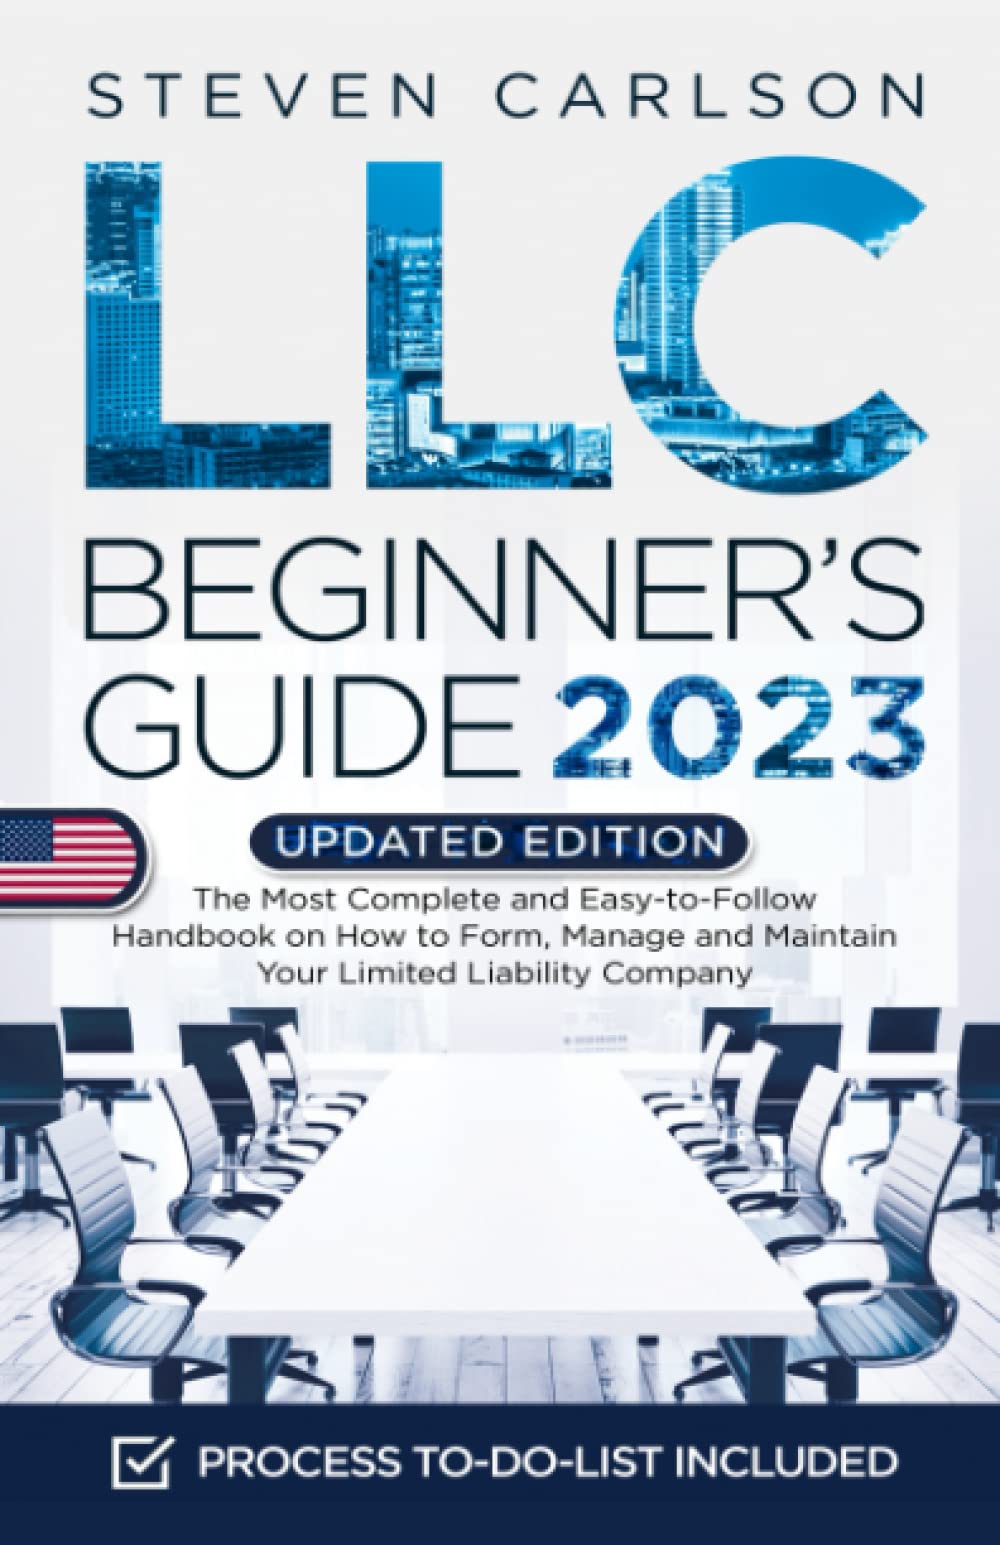 STEVEN CARLSON
LLC
BEGINNER'S
GUIDE 2023
UPDATED EDITION
The Most Complete and Easy-to-Follow
Handbook on How to Form, Manage and Maintain
Your Limited Liability Company
PROCESS TO-DO-LIST INCLUDED